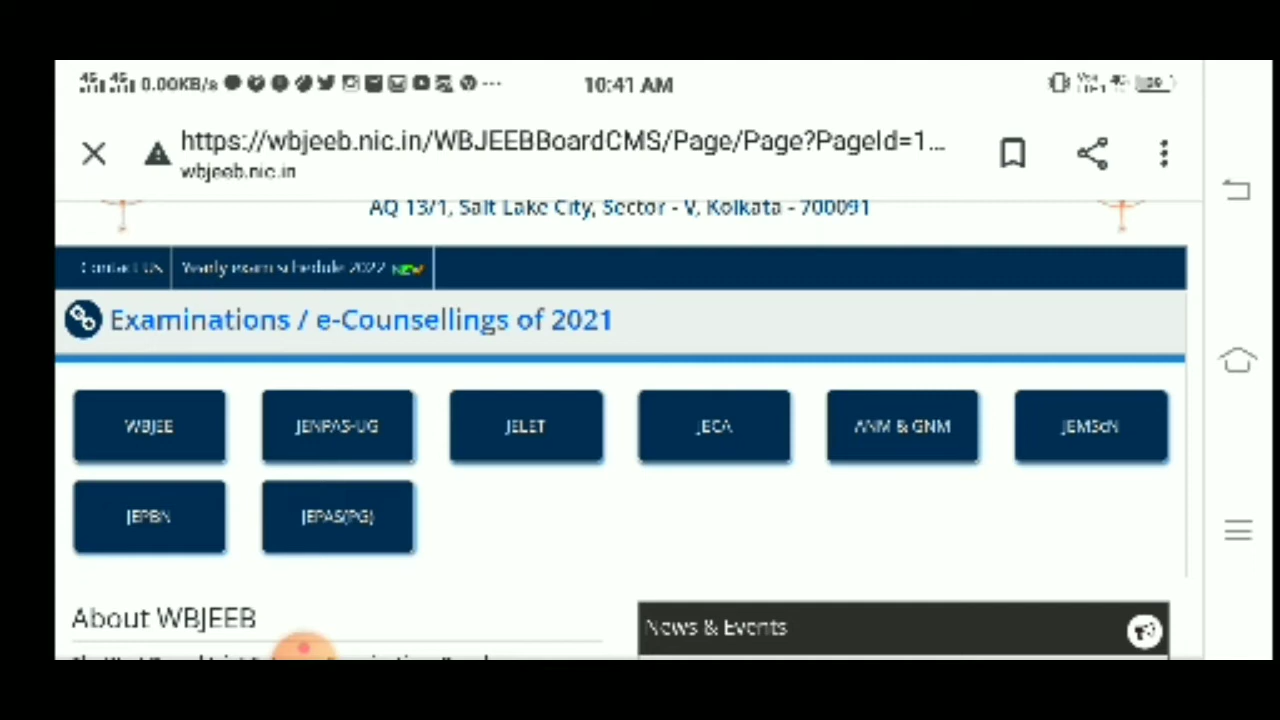 0.00KB/s
10:41 AM
https://wbjeeb.nic.in/WBJEEBBoardCMS/Page/Page?PageId=1...
wbjeeb.nic.in
AQ 13/1, Salt Lake City, Sector - V, Kolkata - 700091
Contact Us
Yearly exam schedule 2022 NEW
Examinations / e-Counsellings of 2021
WBJEE
JENPAS-UG
JELET
JECA
ANM & GNM
JEMScN
JEPBN
JEPAS(PG)
About WBJEEB
News & Events